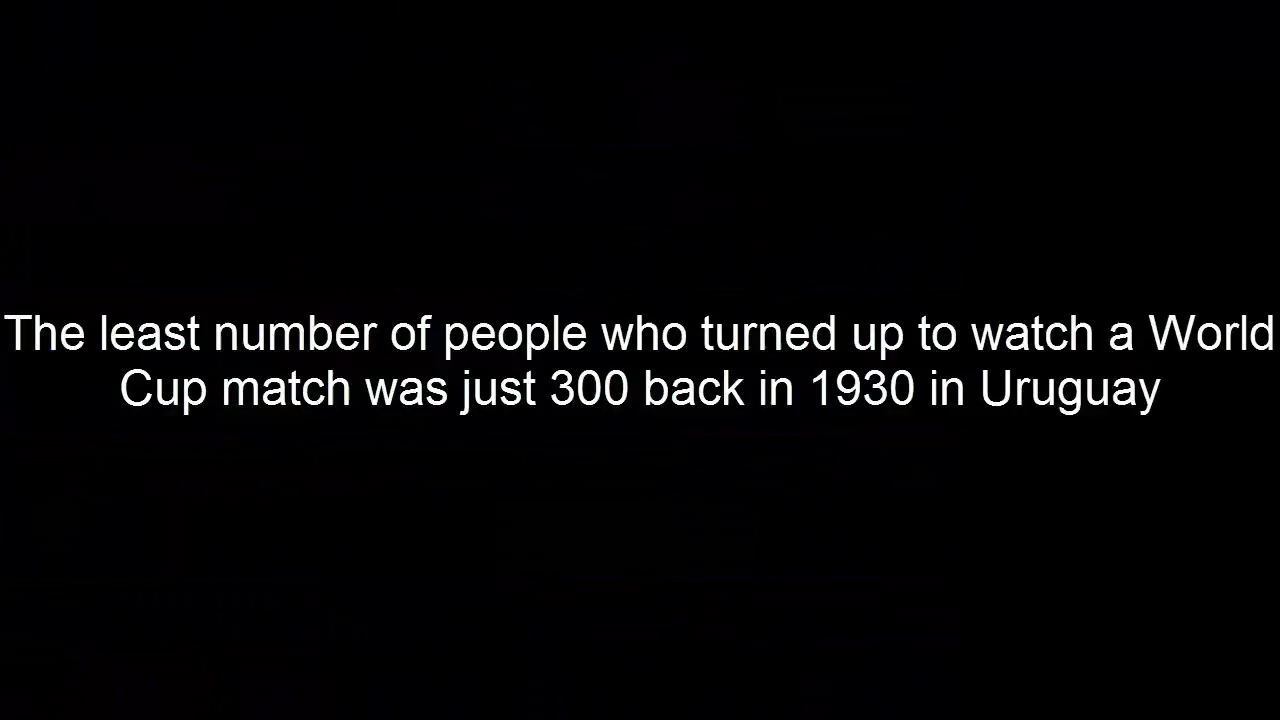 The least number of people who turned up to watch a World
Cup match was just 300 back in 1930 in Uruguay